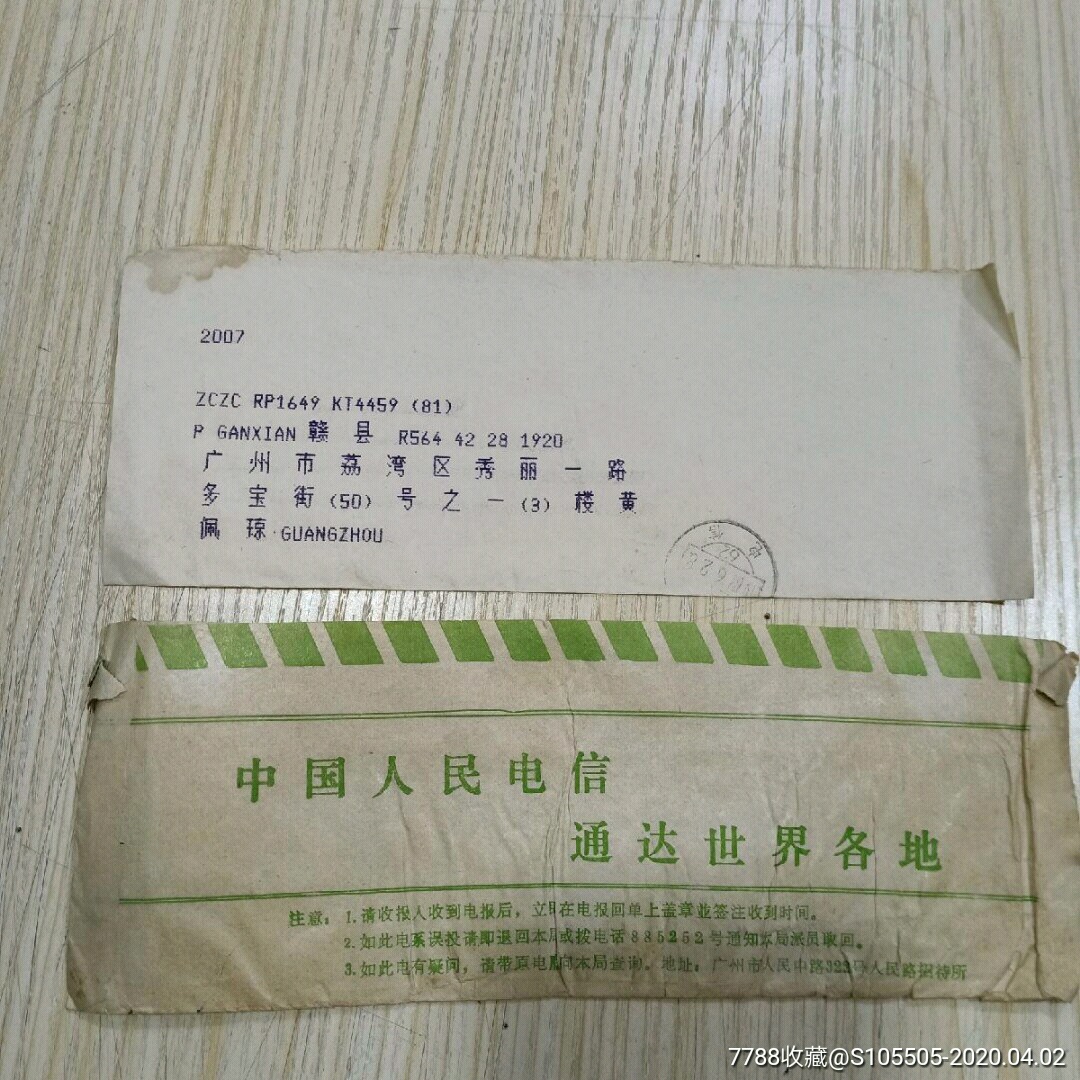 2007
ZCZC RP1649 KT4459 (81)
P GANXIAN 赣 县 R564 42 28 1920
广 州 市 荔 湾 区 秀 丽 一 路
多 宝 街 (50) 号 之 一 (3) 楼 黄
佩 琼 · GUANGZHOU
中国人民电信
通达世界各地
注意: 1.请收报人收到电报后, 立即在电报回单上盖章並签注收到时间。
2.如此电系误投请即退回本局或拨电话885252号通知本局派员取回。
3.如此电有疑问, 请带原电向本局查询。地址: 广州市人民中路322号人民路招待所
7788收藏@S105505-2020.04.02